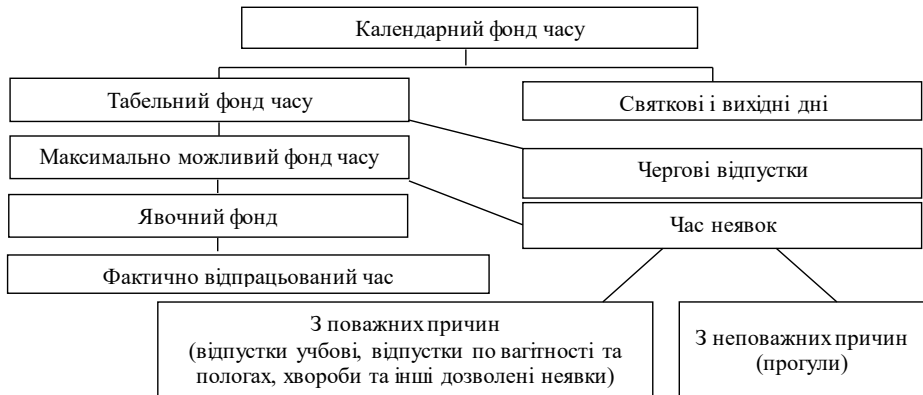 Календарний фонд часу
Табельний фонд часу
Святкові і вихідні дні
Максимально можливий фонд часу
Чергові відпустки
Явочний фонд
Час неявок
Фактично відпрацьований час
З поважних причин
(відпустки учбові, відпустки по вагітності та
пологах, хвороби та інші дозволені неявки)
З неповажних причин
(прогули)